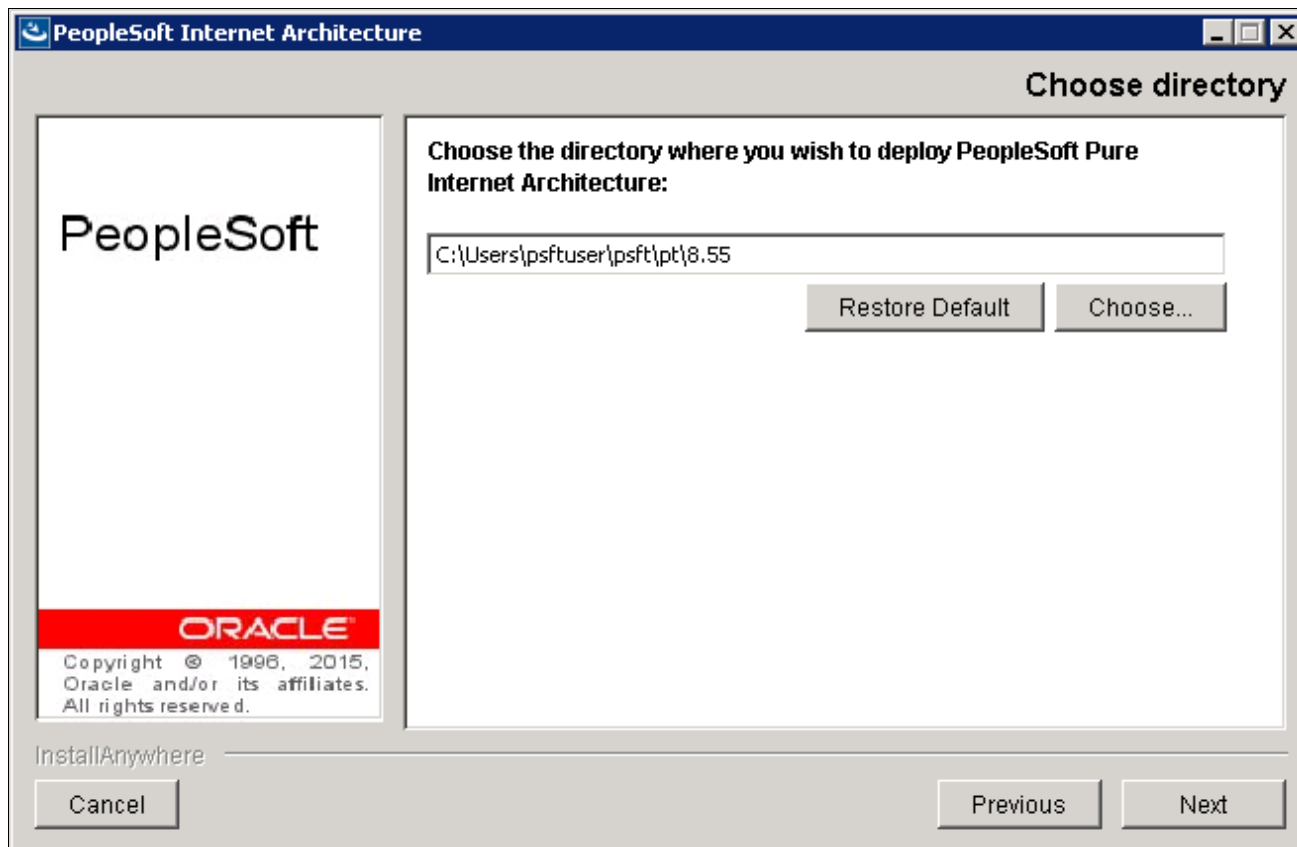 PeopleSoft Internet Architecture
Choose directory
PeopleSoft
ORACLE
Copyright © 1996, 2015,
Oracle and/or its affiliates.
All rights reserved.
Choose the directory where you wish to deploy PeopleSoft Pure
Internet Architecture:
C:\Users\psftuser\psft\pt\8.55
Restore Default
Choose...
InstallAnywhere
Cancel
Previous
Next